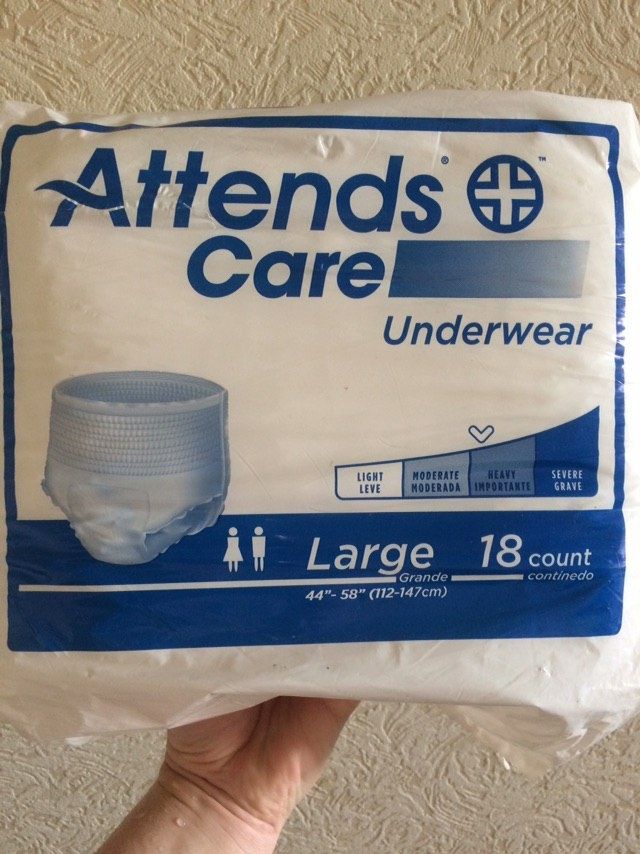 Attends® ™
Care
Underwear
LIGHT
LEVE
MODERATE
MODERADA
HEAVY
IMPORTANTE
SEVERE
GRAVE
Large
Grande
18 count
continedo
44"- 58" (112-147cm)